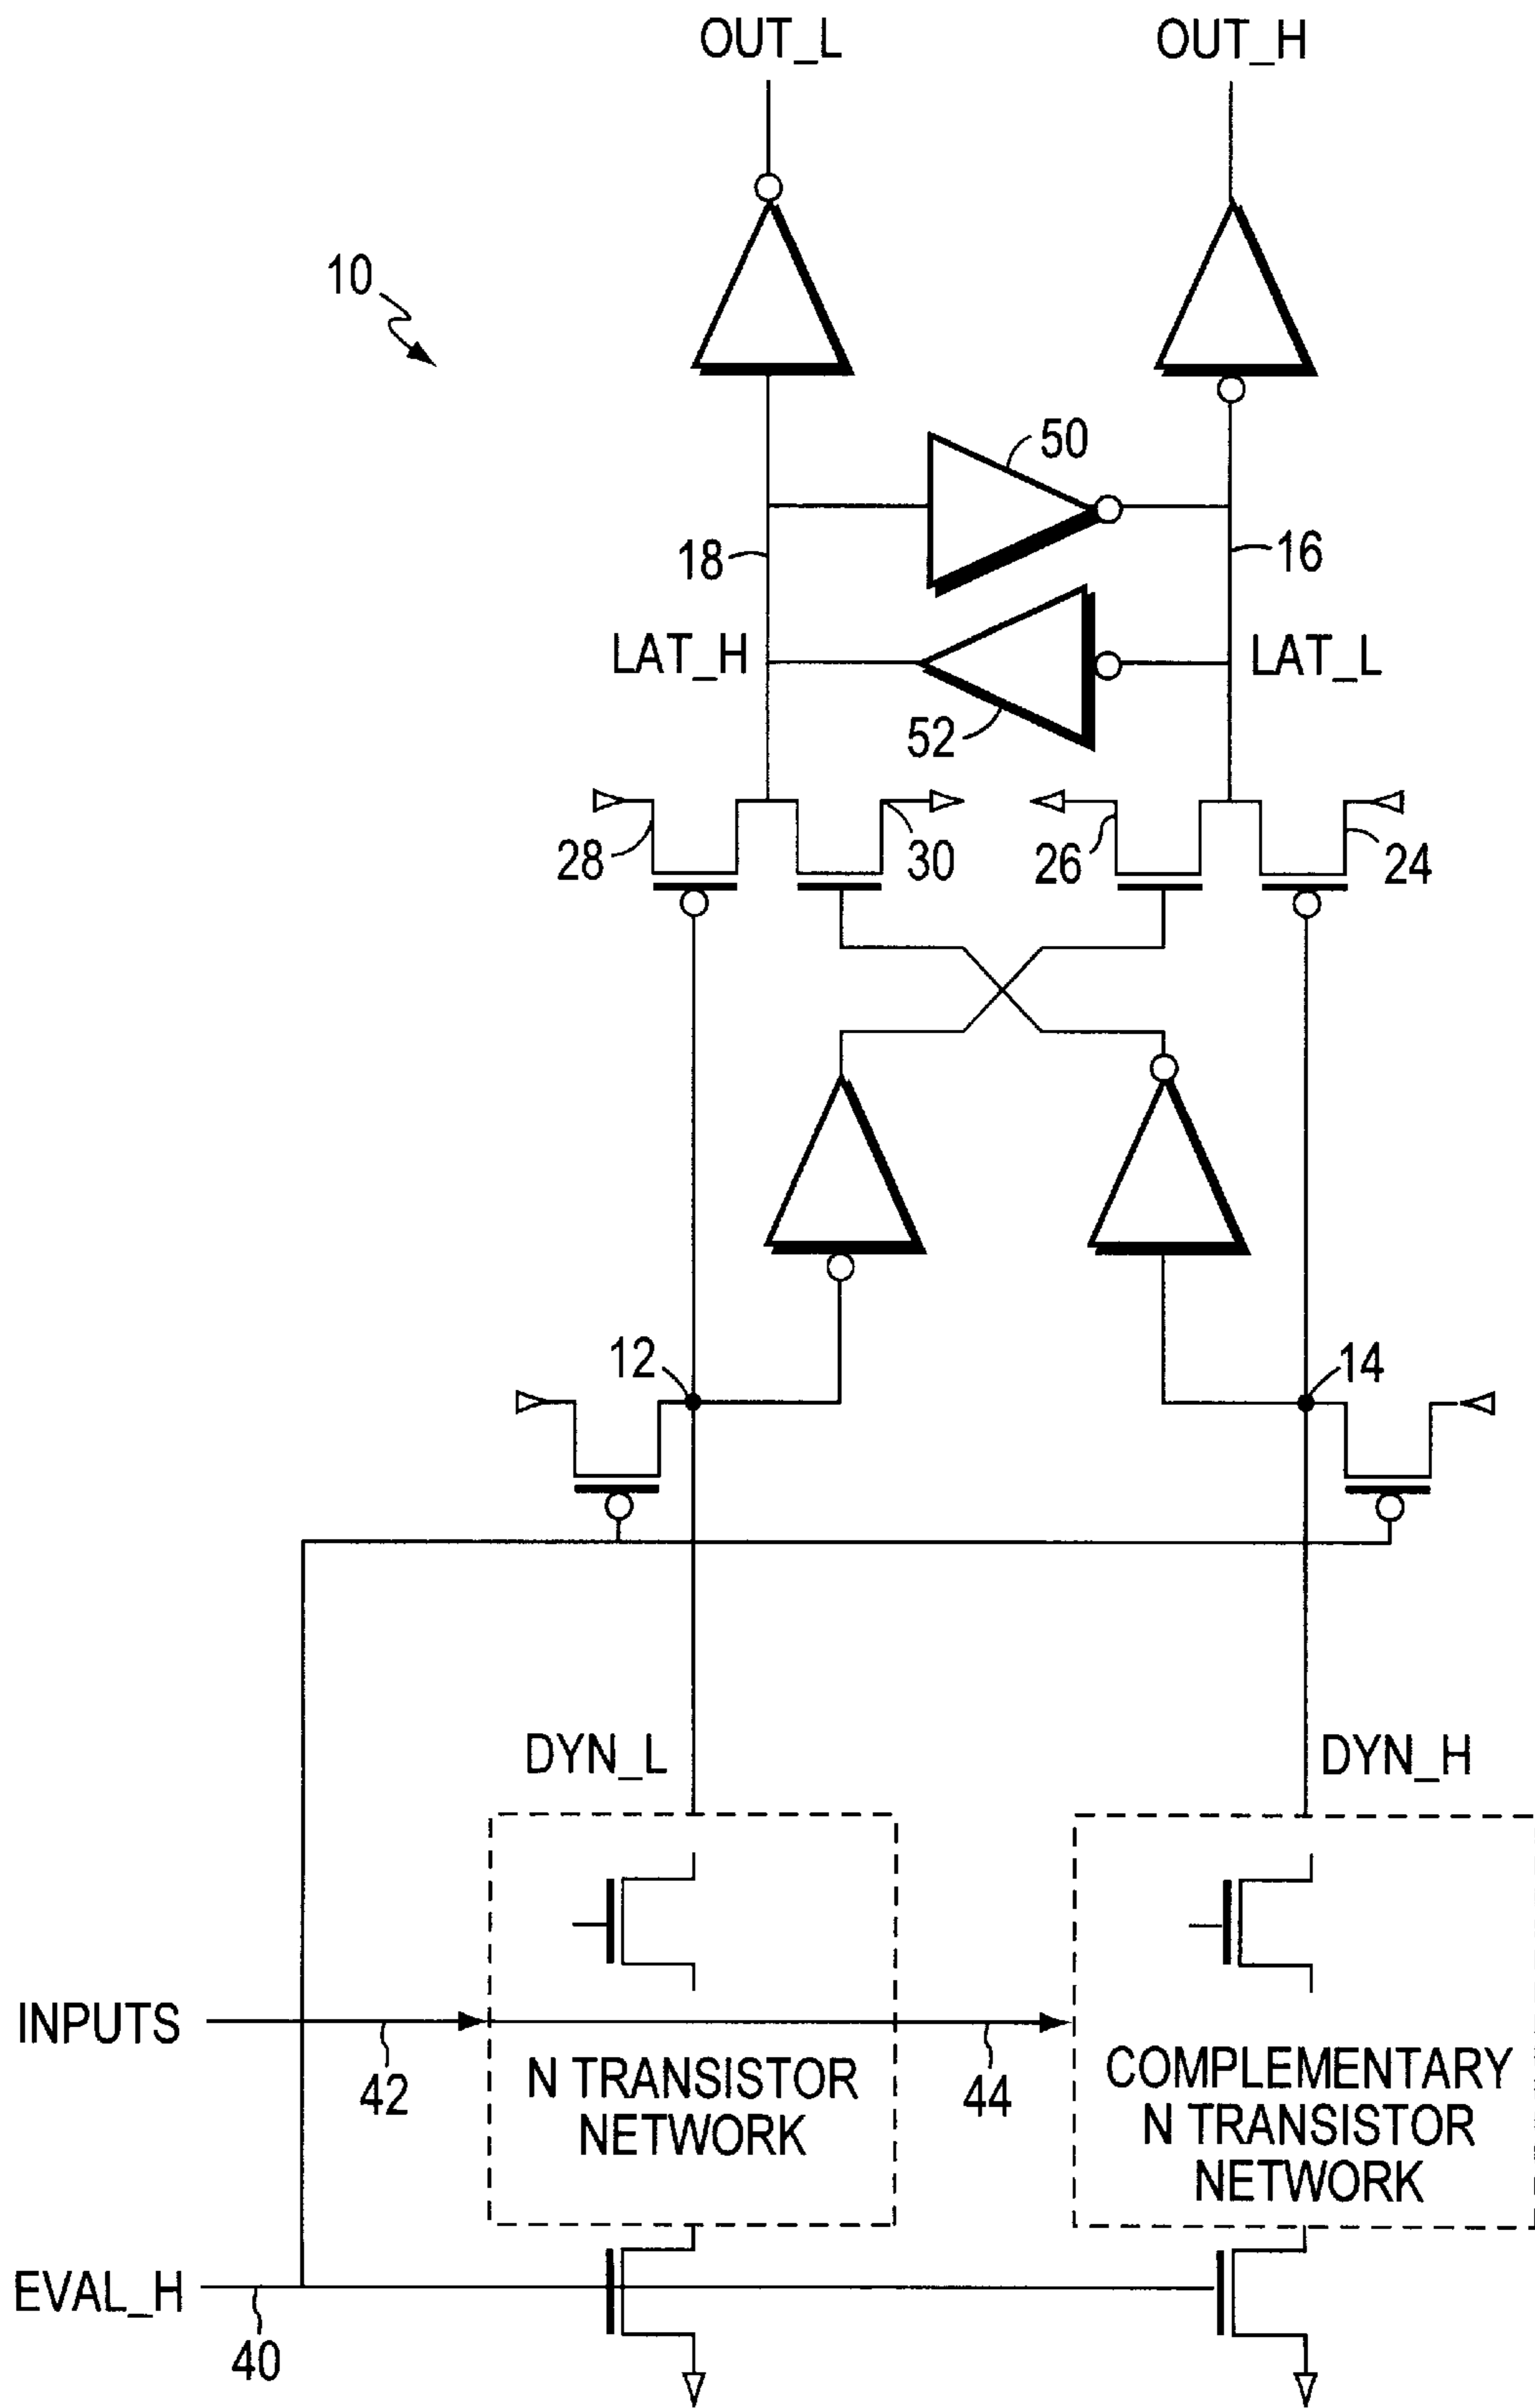 OUT_L OUT_H
10
50
18 16
LAT_H LAT_L
52
28 30 26 24
12 14
DYN_L DYN_H
INPUTS
42 44
N TRANSISTOR
NETWORK
COMPLEMENTARY
N TRANSISTOR
NETWORK
EVAL_H
40